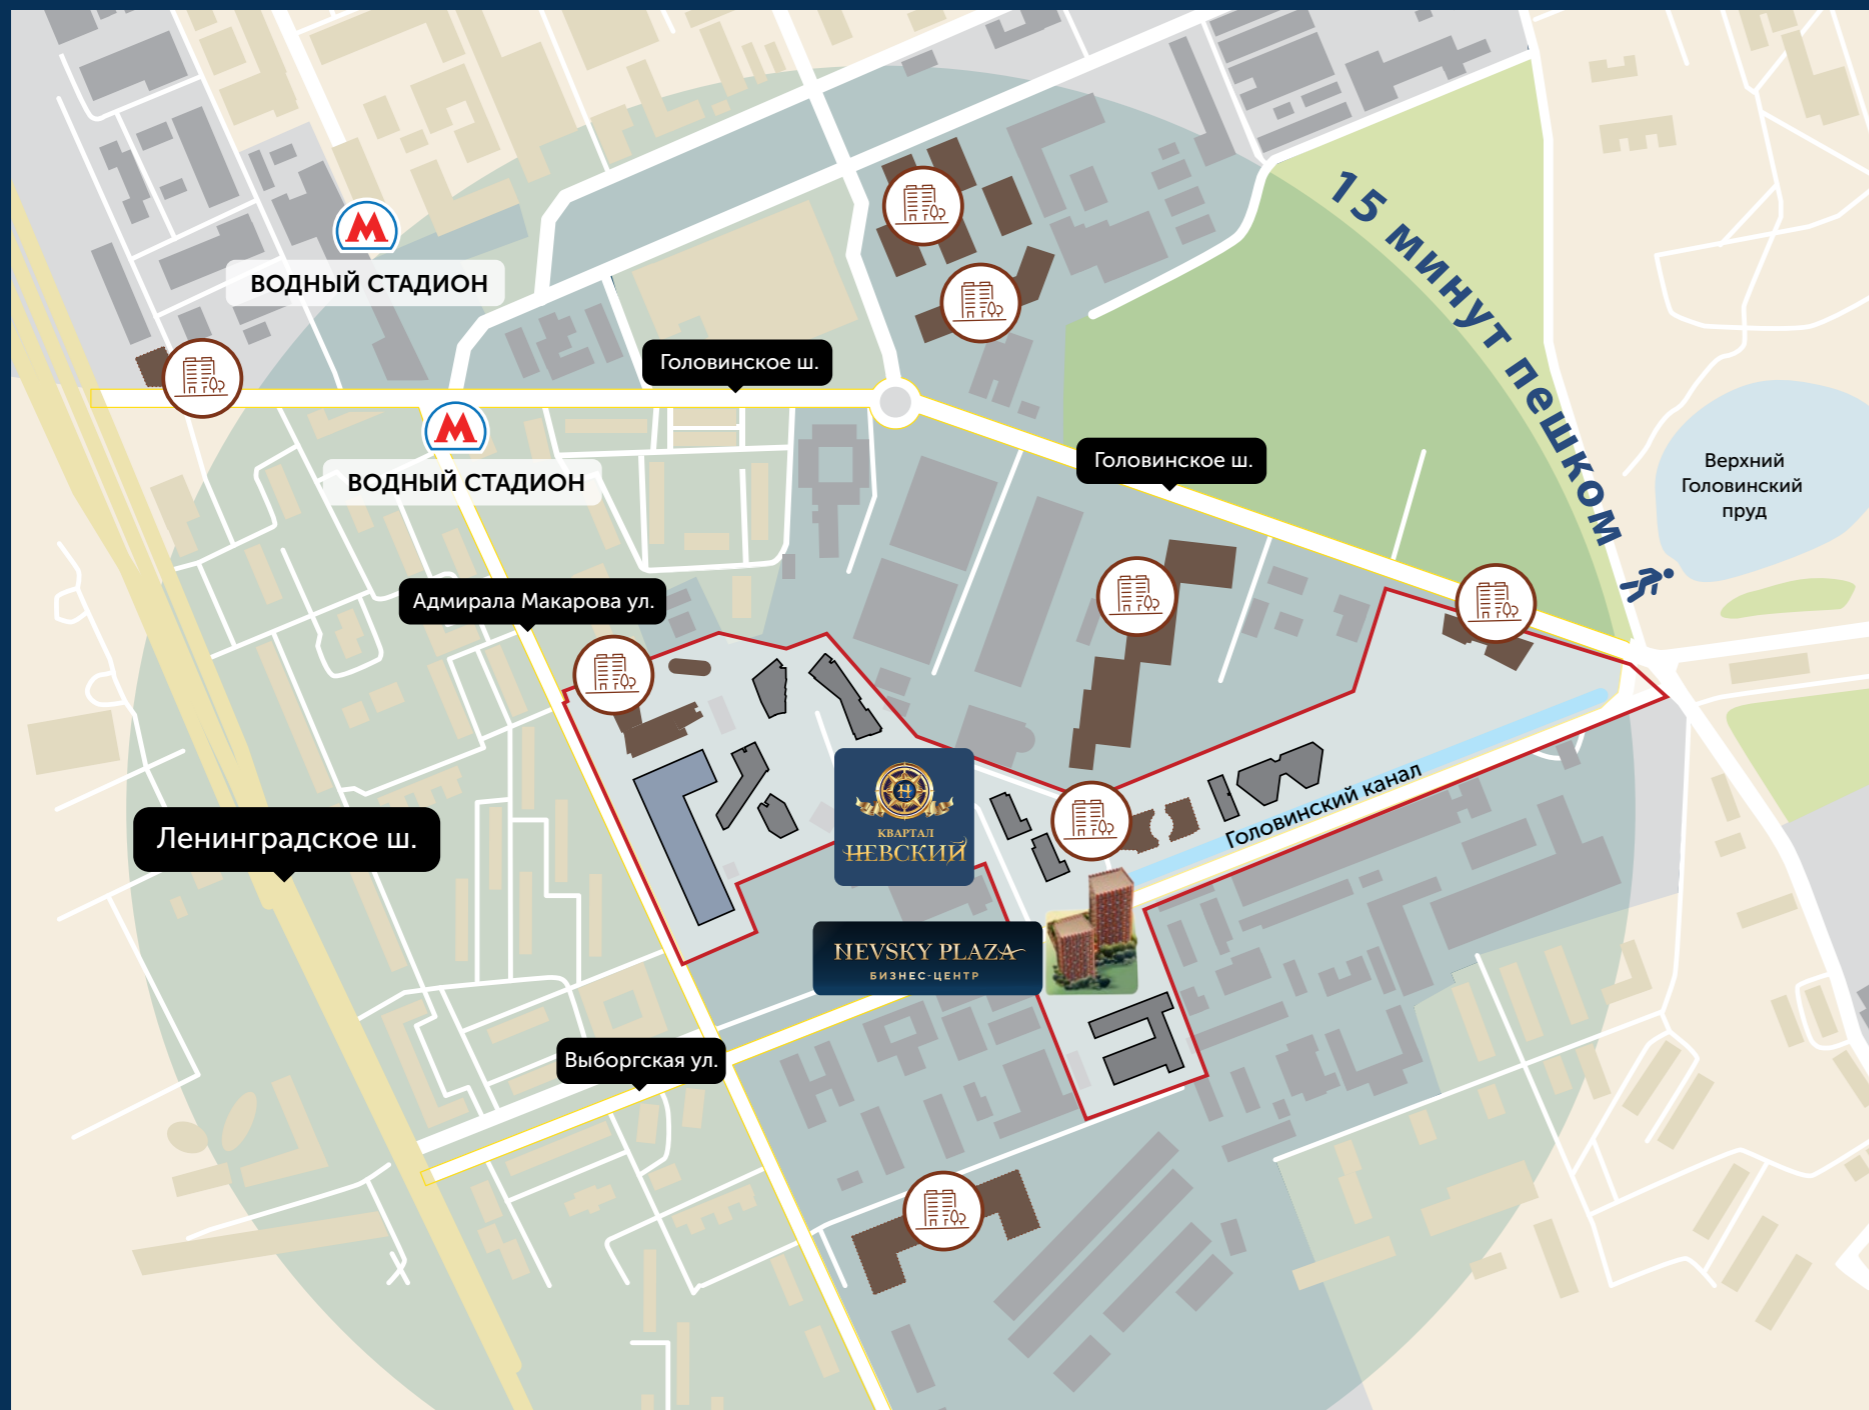 15 минут пешком
М
ВОДНЫЙ СТАДИОН
Головинское ш.
М
ВОДНЫЙ СТАДИОН
Головинское ш.
Верхний
Головинский
пруд
Адмирала Макарова ул.
Н
КВАРТАЛ
НЕВСКИЙ
Головинский канал
Ленинградское ш.
NEVSKY PLAZA
БИЗНЕС-ЦЕНТР
Выборгская ул.